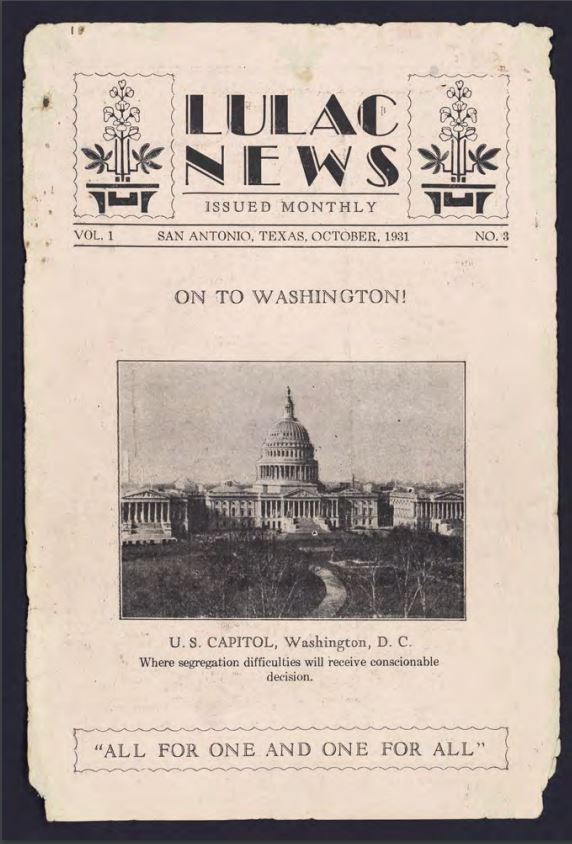 LULAC
NEWS
ISSUED MONTHLY
VOL. 1 SAN ANTONIO, TEXAS, OCTOBER, 1931 NO. 3
ON TO WASHINGTON!
U. S. CAPITOL, Washington, D. C.
Where segregation difficulties will receive conscionable
decision.
"ALL FOR ONE AND ONE FOR ALL"